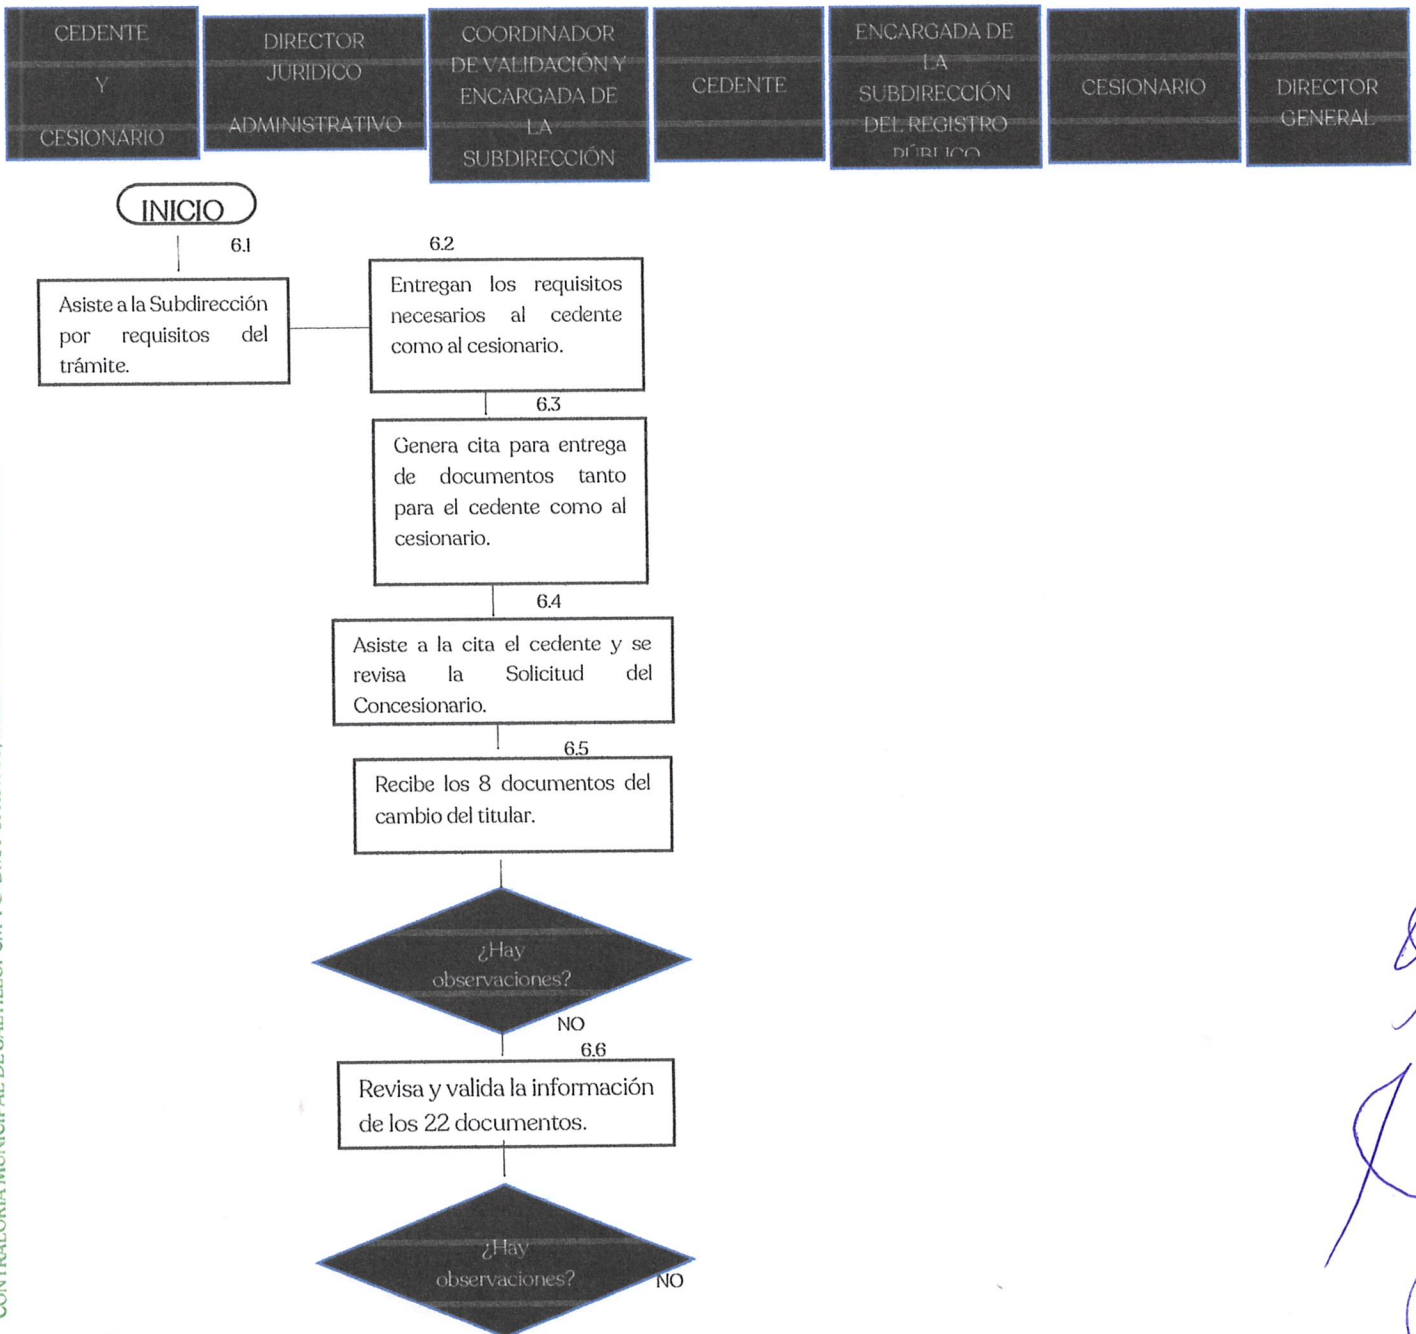 CEDENTE
Y
CESIONARIO
DIRECTOR
JURIDICO
ADMINISTRATIVO
COORDINADOR
DE VALIDACIÓN Y
ENCARGADA DE
LA
SUBDIRECCIÓN
CEDENTE
ENCARGADA DE
LA
SUBDIRECCIÓN
DEL REGISTRO
PÚBLICO
CESIONARIO
DIRECTOR
GENERAL
INICIO
6.1
6.2
Asiste a la Subdirección
por requisitos del
trámite.
Entregan los requisitos
necesarios al cedente
como al cesionario.
6.3
Genera cita para entrega
de documentos tanto
para el cedente como al
cesionario.
6.4
Asiste a la cita el cedente y se
revisa la Solicitud del
Concesionario.
6.5
Recibe los 8 documentos del
cambio del titular.
¿Hay
observaciones?
NO
6.6
Revisa y valida la información
de los 22 documentos.
¿Hay
observaciones?
NO
CONTRALORÍA MUNICIPAL DE